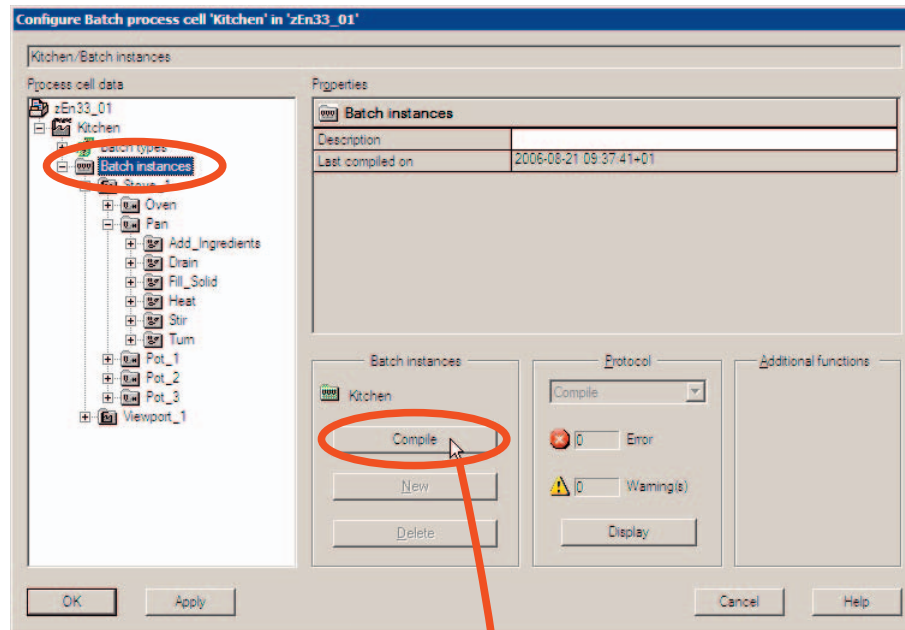 Configure Batch process cell 'Kitchen' in 'zEn33_01'
Kitchen/Batch instances
Process cell data
zEn33_01
Kitchen
Batch types
Batch instances
Stove_1
Oven
Pan
Add_Ingredients
Drain
Fill_Solid
Heat
Stir
Turn
Pot_1
Pot_2
Pot_3
Viewport_1
Properties
Batch instances
Description
Last compiled on 2006-08-21 09:37:41+01
Batch instances
Kitchen
Compile
New
Delete
Protocol
Compile
0 Error
0 Warning(s)
Display
Additional functions
OK Apply Cancel Help